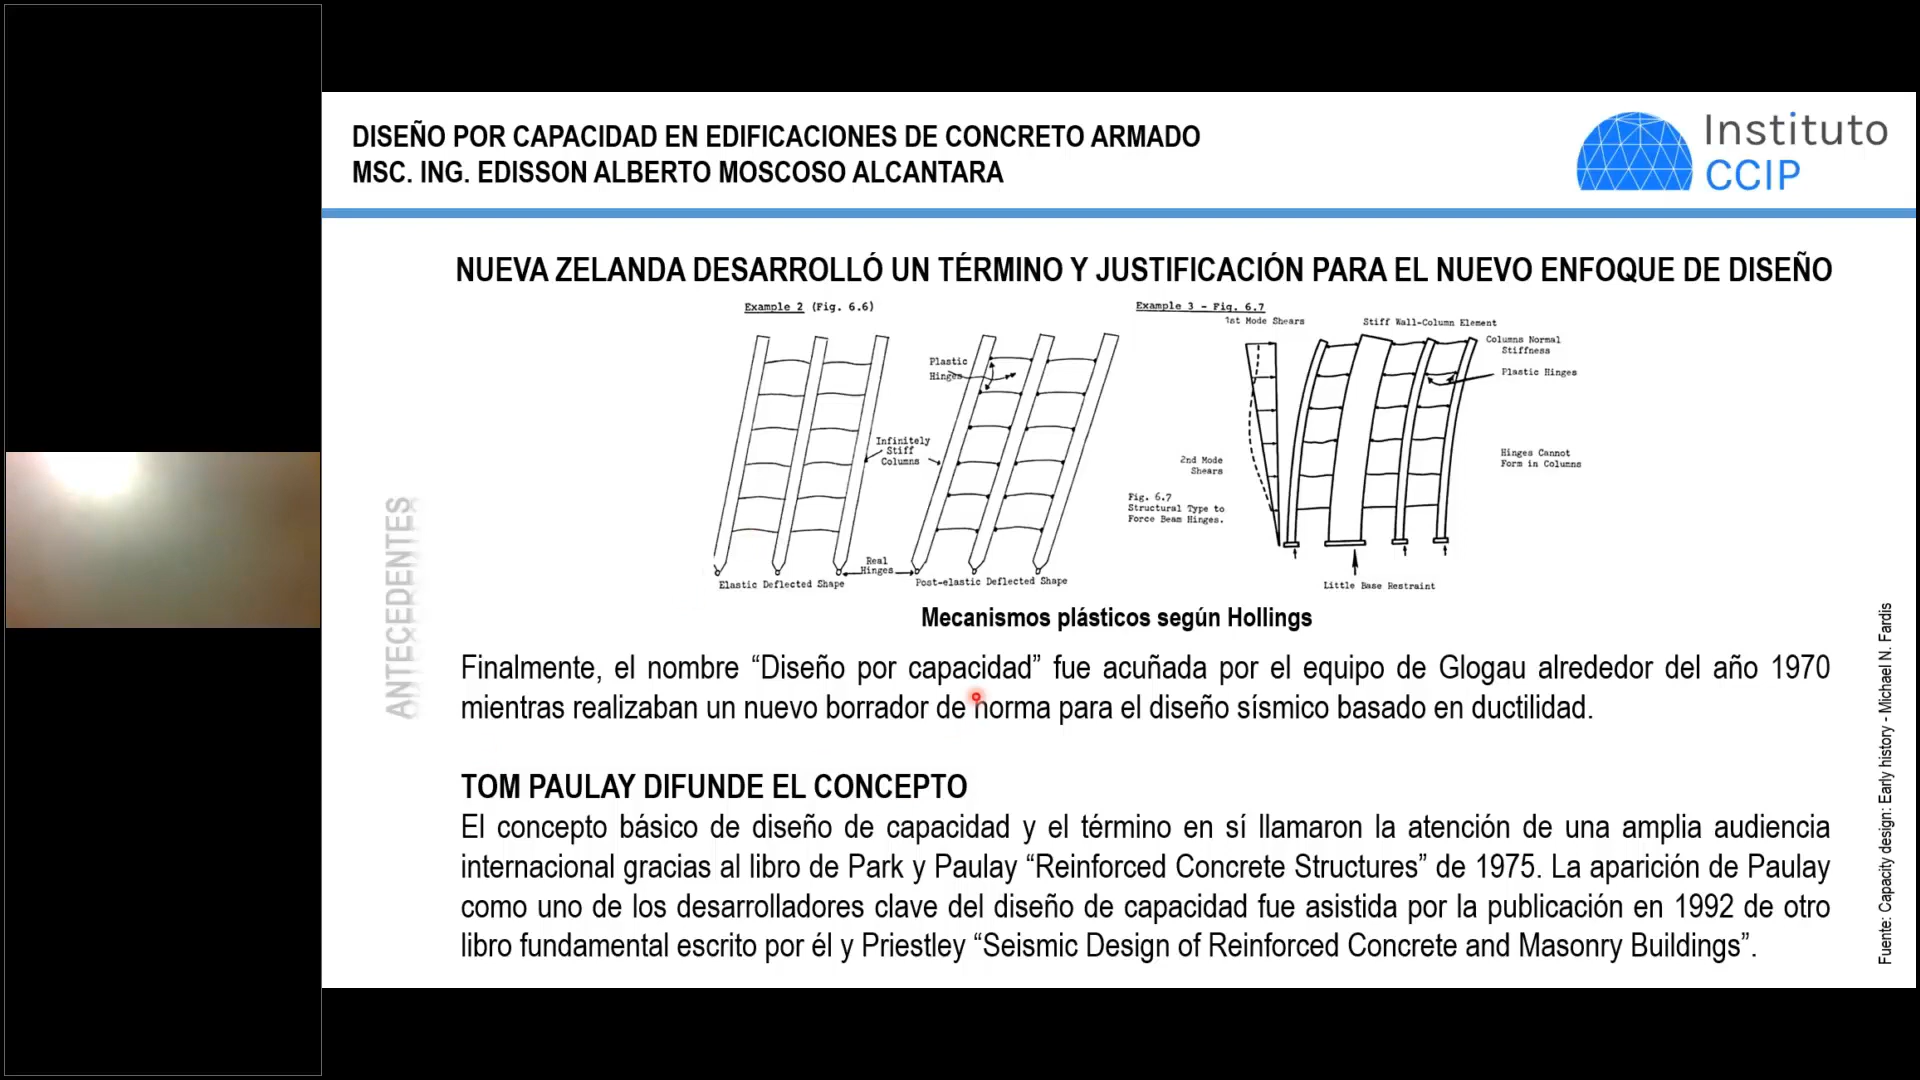 DISEÑO POR CAPACIDAD EN EDIFICACIONES DE CONCRETO ARMADO
MSC. ING. EDISSON ALBERTO MOSCOSO ALCANTARA
Instituto
CCIP
NUEVA ZELANDA DESARROLLÓ UN TÉRMINO Y JUSTIFICACIÓN PARA EL NUEVO ENFOQUE DE DISEÑO
Example 2 (Fig. 6.6)
Plastic
Hinges
Infinitely
Stiff
Columns
Real
Hinges
Elastic Deflected Shape
Post-elastic Deflected Shape
Example 3 - Fig. 6.7
1st Mode Shears
Stiff Wall-Column Element
Columns Normal
Stiffness
Plastic Hinges
2nd Mode
Shears
Hinges Cannot
Form in Columns
Fig. 6.7
Structural Type to
Force Beam Hinges.
Little Base Restraint
Mecanismos plásticos según Hollings
ANTECEDENTES
Finalmente, el nombre “Diseño por capacidad” fue acuñada por el equipo de Glogau alrededor del año 1970
mientras realizaban un nuevo borrador de norma para el diseño sísmico basado en ductilidad.
TOM PAULAY DIFUNDE EL CONCEPTO
El concepto básico de diseño de capacidad y el término en sí llamaron la atención de una amplia audiencia
internacional gracias al libro de Park y Paulay “Reinforced Concrete Structures” de 1975. La aparición de Paulay
como uno de los desarrolladores clave del diseño de capacidad fue asistida por la publicación en 1992 de otro
libro fundamental escrito por él y Priestley “Seismic Design of Reinforced Concrete and Masonry Buildings”.
Fuente: Capacity design: Early history - Michael N. Fardis